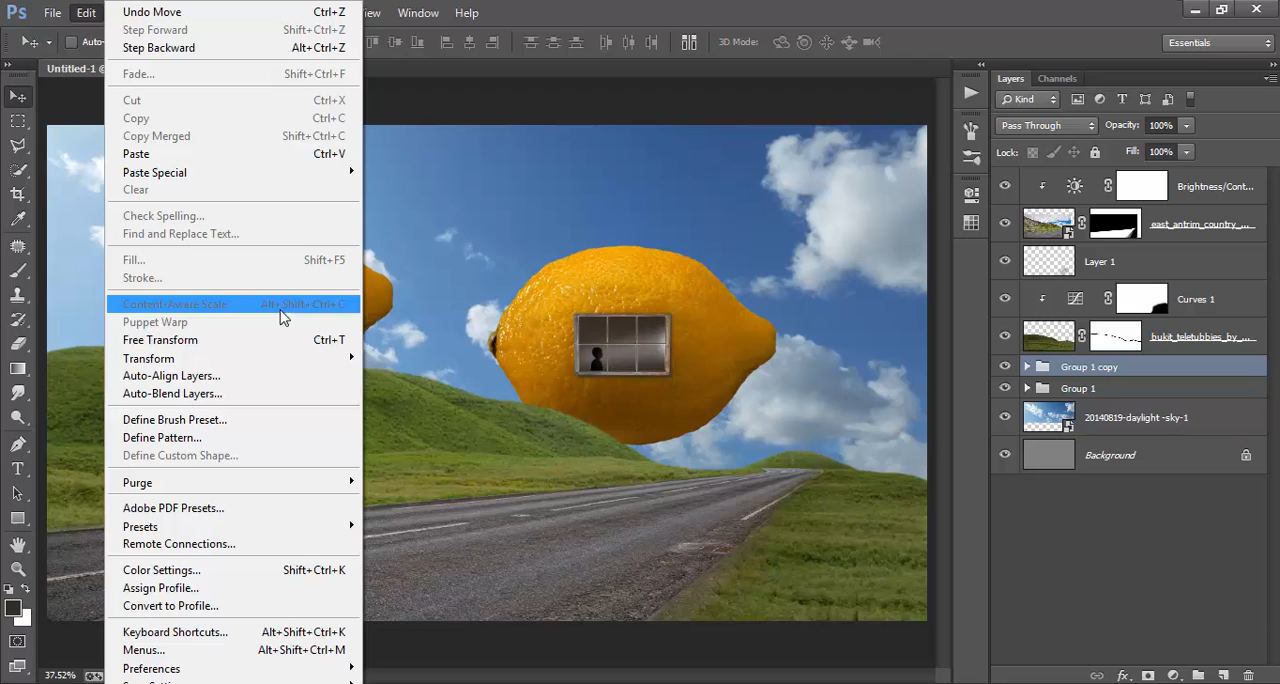 Ps File Edit iew Window Help
Auto-
3D Mode:
Essentials
Untitled-1 @
Undo Move Ctrl+Z
Step Forward Shift+Ctrl+Z
Step Backward Alt+Ctrl+Z
Fade... Shift+Ctrl+F
Cut Ctrl+X
Copy Ctrl+C
Copy Merged Shift+Ctrl+C
Paste Ctrl+V
Paste Special
Clear
Check Spelling...
Find and Replace Text...
Fill... Shift+F5
Stroke...
Content-Aware Scale Alt+Shift+Ctrl+C
Puppet Warp
Free Transform Ctrl+T
Transform
Auto-Align Layers...
Auto-Blend Layers...
Define Brush Preset...
Define Pattern...
Define Custom Shape...
Purge
Adobe PDF Presets...
Presets
Remote Connections...
Color Settings... Shift+Ctrl+K
Assign Profile...
Convert to Profile...
Keyboard Shortcuts... Alt+Shift+Ctrl+K
Menus... Alt+Shift+Ctrl+M
Preferences
37.52%
Layers Channels
Kind
Pass Through Opacity: 100%
Lock: Fill: 100%
Brightness/Cont...
east_antrim_country_...
Layer 1
Curves 1
bukit_teletubbies_by_...
Group 1 copy
Group 1
20140819-daylight -sky-1
Background